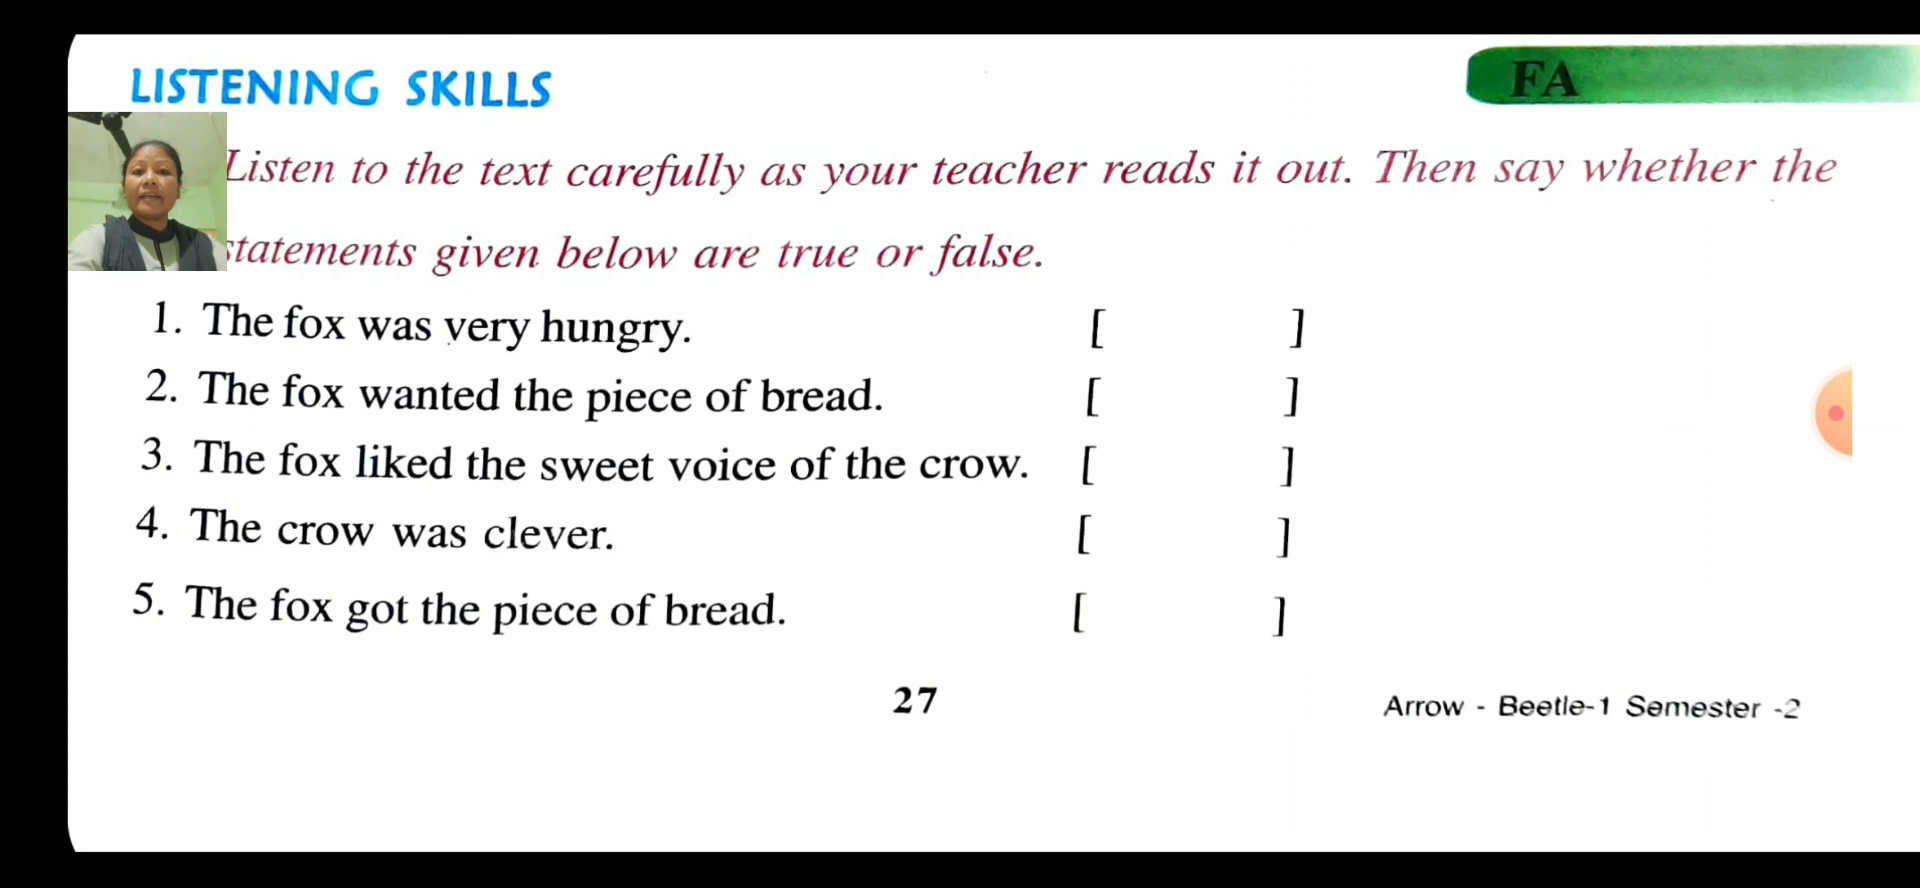 LISTENING SKILLS
FA
Listen to the text carefully as your teacher reads it out. Then say whether the
statements given below are true or false.
1. The fox was very hungry. [ ]
2. The fox wanted the piece of bread. [ ]
3. The fox liked the sweet voice of the crow. [ ]
4. The crow was clever. [ ]
5. The fox got the piece of bread. [ ]
27
Arrow - Beetle-1 Semester -2